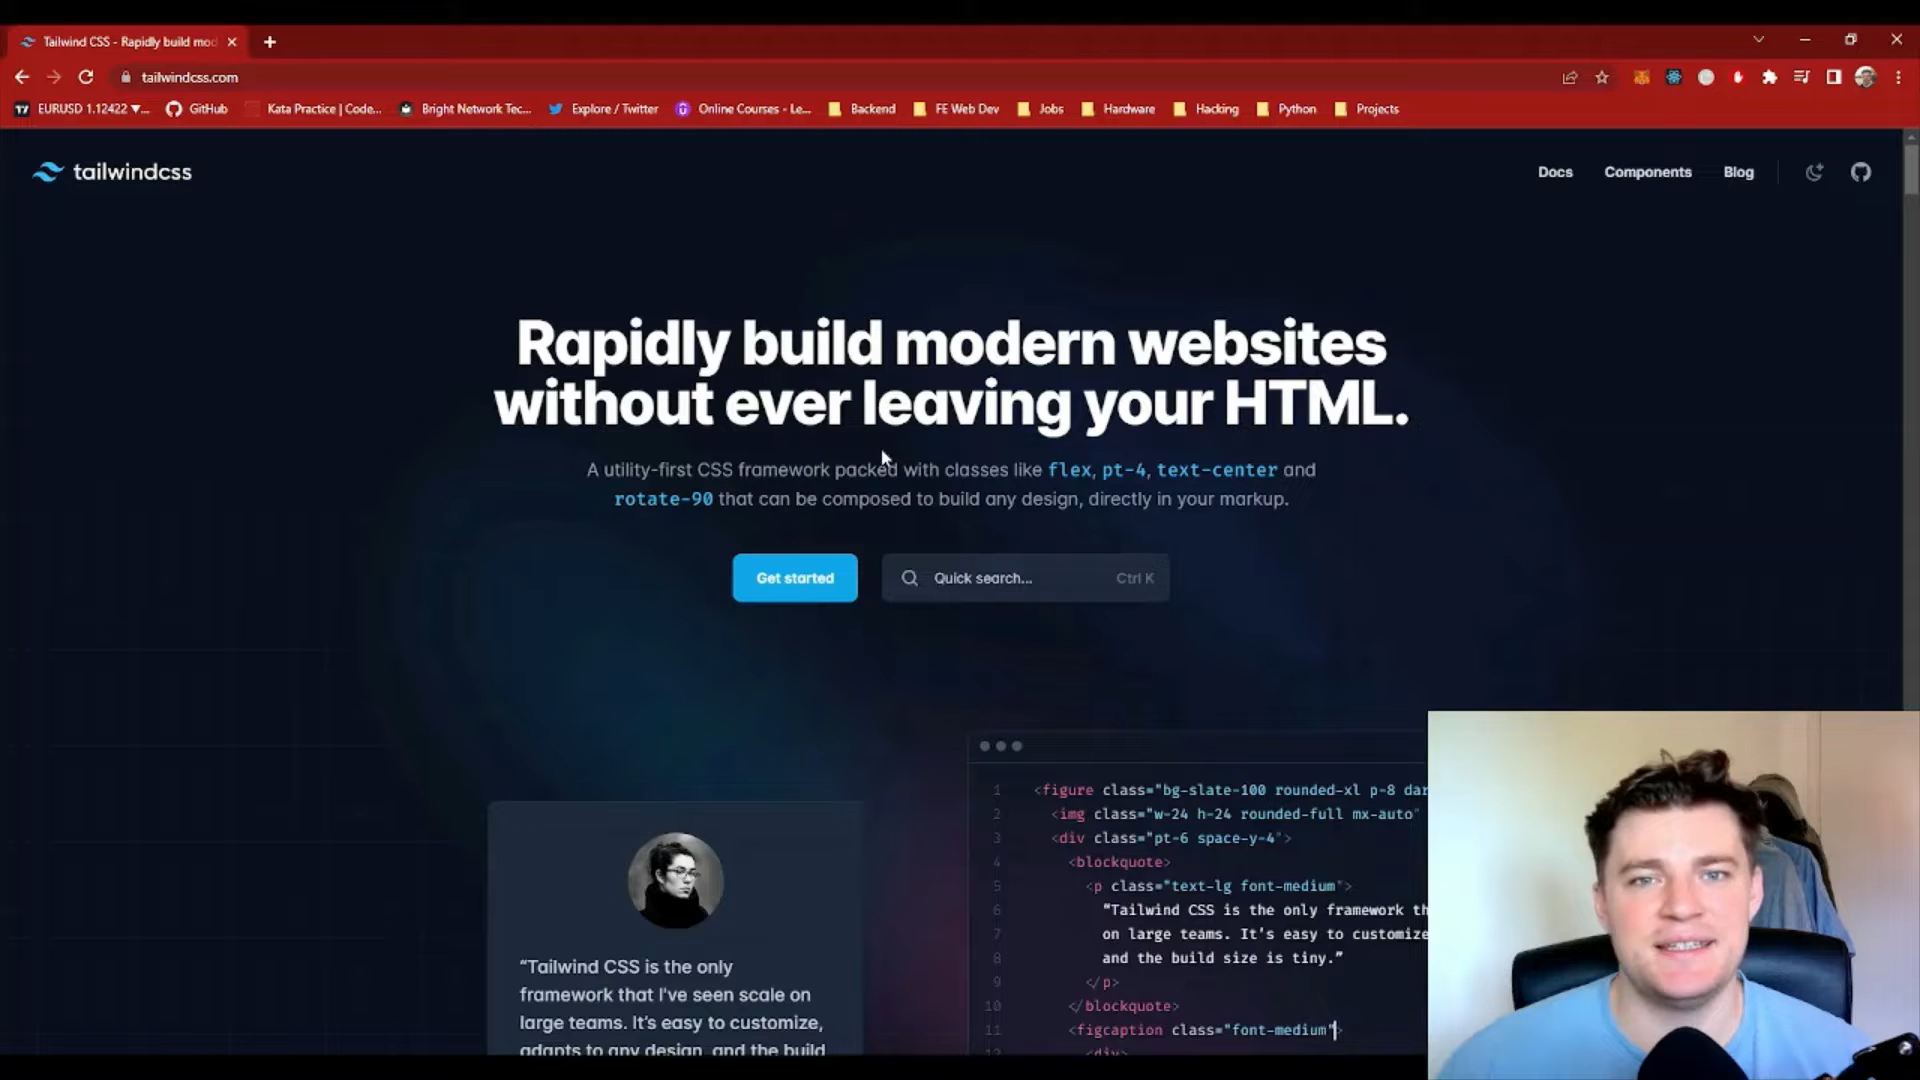 Tailwind CSS - Rapidly build mod
tailwindcss.com
EURUSD 1.12422 ▼...
GitHub
Kata Practice | Code...
Bright Network Tec...
Explore / Twitter
Online Courses - Le...
Backend
FE Web Dev
Jobs
Hardware
Hacking
Python
Projects
tailwindcss
Docs
Components
Blog
Rapidly build modern websites
without ever leaving your HTML.
A utility-first CSS framework packed with classes like flex, pt-4, text-center and
rotate-90 that can be composed to build any design, directly in your markup.
Get started
Quick search...
Ctrl K
1 <figure class="bg-slate-100 rounded-xl p-8 dar
2 <img class="w-24 h-24 rounded-full mx-auto"
3 <div class="pt-6 space-y-4">
4 <blockquote>
5 <p class="text-lg font-medium">
6 “Tailwind CSS is the only framework th
7 on large teams. It's easy to customize
8 and the build size is tiny.”
9 </p>
10 </blockquote>
11 <figcaption class="font-medium">
12 <div>
“Tailwind CSS is the only
framework that I've seen scale on
large teams. It's easy to customize,
adapts to any design, and the build